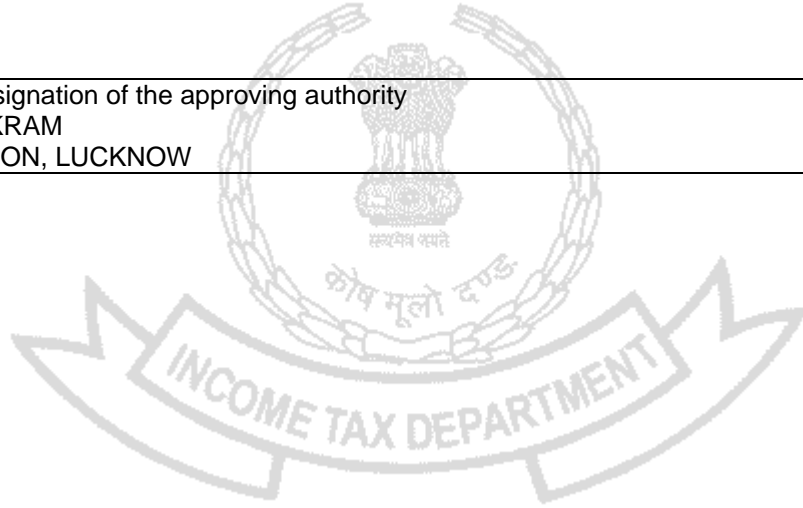 signation of the approving authority
KRAM
ON, LUCKNOW
सत्यमेव जयते
कोष मूलो दण्डः
INCOME TAX DEPARTMENT